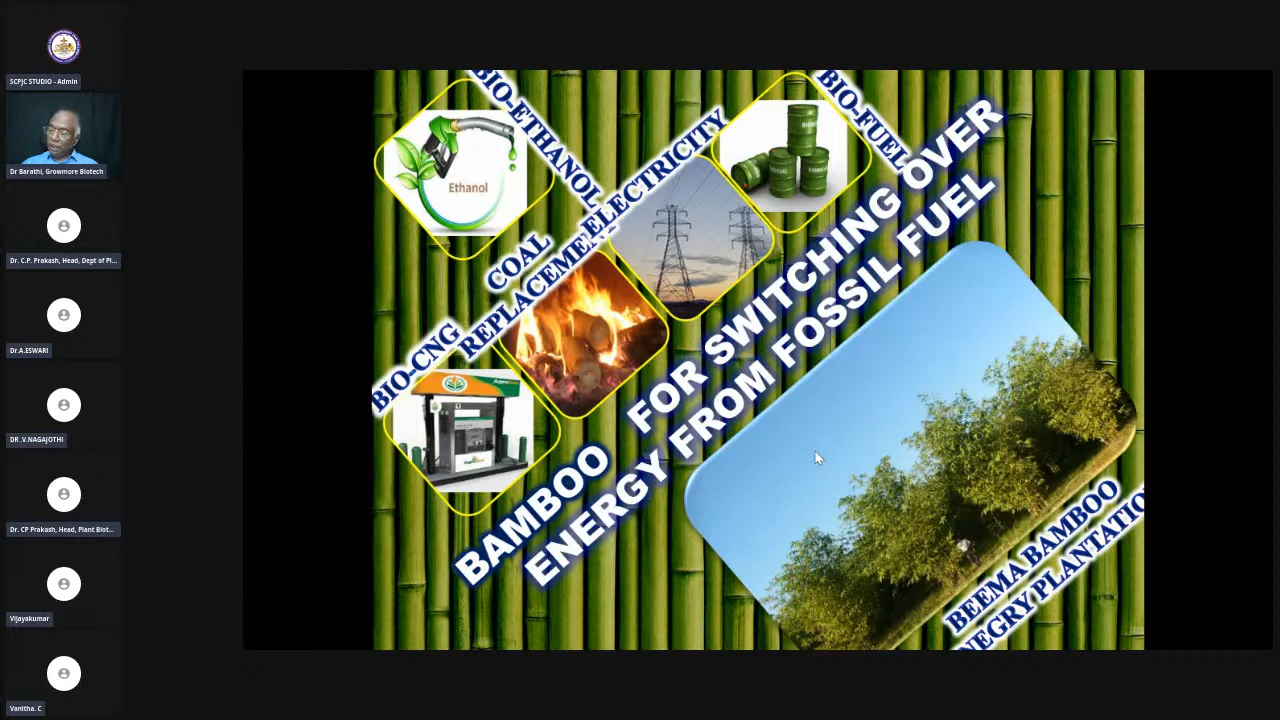 SCPJC STUDIO - Admin
Dr Barathi, Growmore Biotech
Dr. C.P. Prakash, Head, Dept of Pl...
Dr.A.ESWARI
DR .V.NAGAJOTHI
Dr. CP Prakash, Head, Plant Biot...
Vijayakumar
Vanitha. C
BIO-ETHANOL
Ethanol
ELECTRICITY
BIO-FUEL
COAL
REPLACEMENT
BIO-CNG
BAMBOO FOR SWITCHING OVER
ENERGY FROM FOSSIL FUEL
BEEMA BAMBOO
NEGRY PLANTATIO